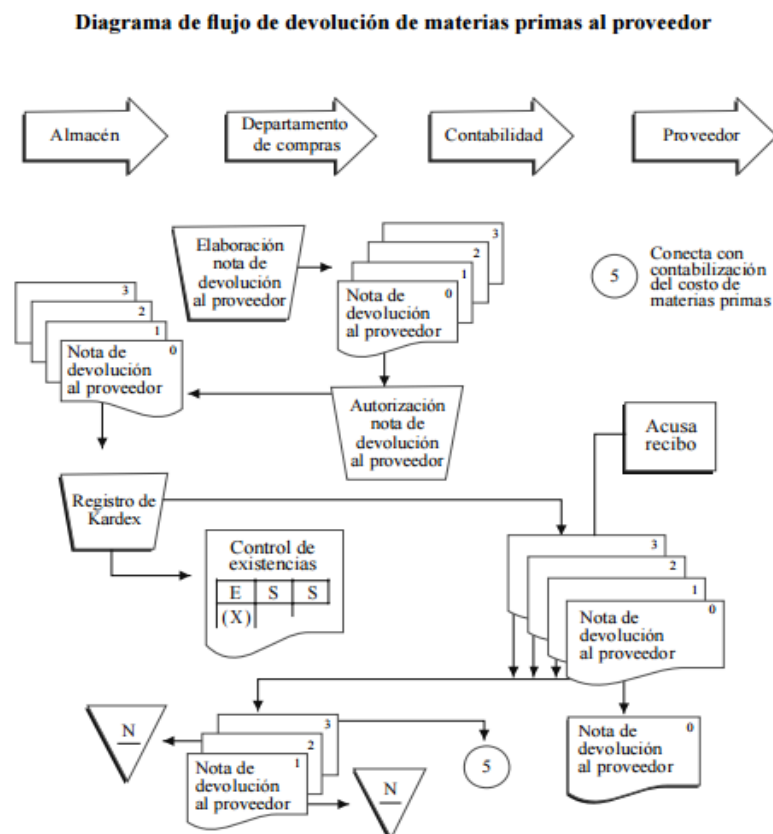 Diagrama de flujo de devolución de materias primas al proveedor
Almacén
Departamento
de compras
Contabilidad
Proveedor
Elaboración
nota de
devolución
al proveedor
3
2
1
0
Nota de
devolución
al proveedor
5
Conecta con
contabilización
del costo de
materias primas
3
2
1
0
Nota de
devolución
al proveedor
Autorización
nota de
devolución
al proveedor
Acusa
recibo
Registro de
Kardex
Control de
existencias
E S S
(X)
3
2
1
0
Nota de
devolución
al proveedor
N
3
2
1
Nota de
devolución
al proveedor
N
5
0
Nota de
devolución
al proveedor